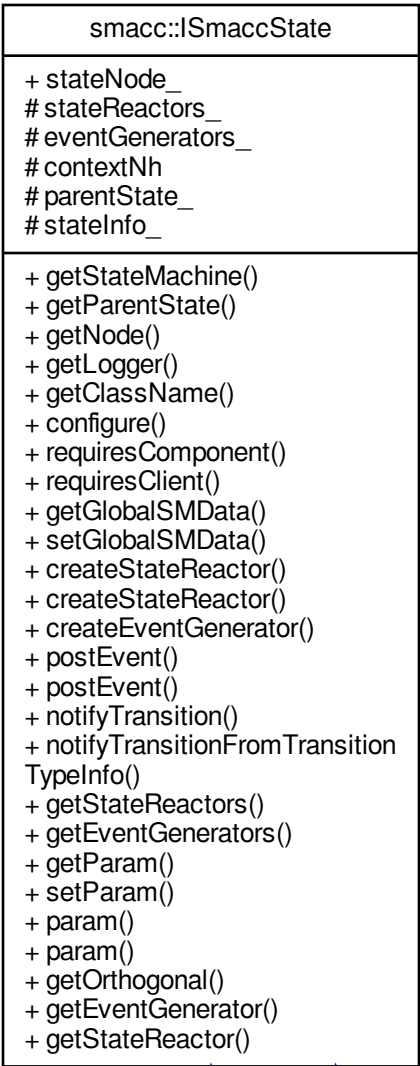 smacc::ISmaccState
+ stateNode_
# stateReactors_
# eventGenerators_
# contextNh
# parentState_
# stateInfo_
+ getStateMachine()
+ getParentState()
+ getNode()
+ getLogger()
+ getClassName()
+ configure()
+ requiresComponent()
+ requiresClient()
+ getGlobalSMData()
+ setGlobalSMData()
+ createStateReactor()
+ createStateReactor()
+ createEventGenerator()
+ postEvent()
+ postEvent()
+ notifyTransition()
+ notifyTransitionFromTransition
TypeInfo()
+ getStateReactors()
+ getEventGenerators()
+ getParam()
+ setParam()
+ param()
+ param()
+ getOrthogonal()
+ getEventGenerator()
+ getStateReactor()